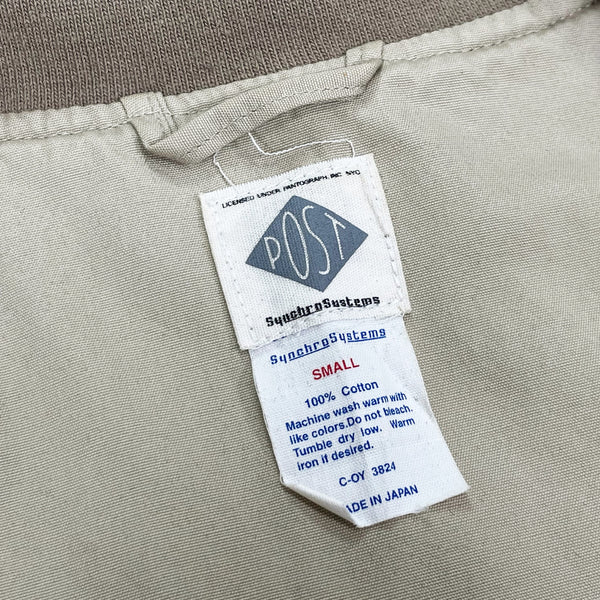 LICENSED UNDER PANTOGRAPH, INC NYC
POST
SynchroSystems
SynchroSystems
SMALL
100% Cotton
Machine wash warm with
like colors.Do not bleach.
Tumble dry low. Warm
iron if desired.
C-OY 3824
ADE IN JAPAN